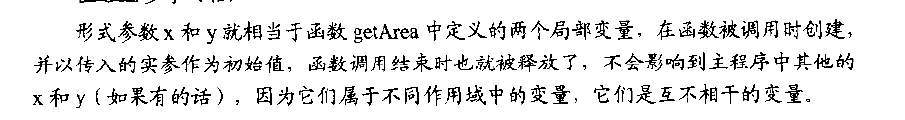 形式参数 x 和 y 就相当于函数 getArea 中定义的两个局部变量，在函数被调用时创建，
并以传入的实参作为初始值，函数调用结束时也就被释放了，不会影响到主程序中其他的
x 和 y（如果有的话），因为它们属于不同作用域中的变量，它们是互不相干的变量。